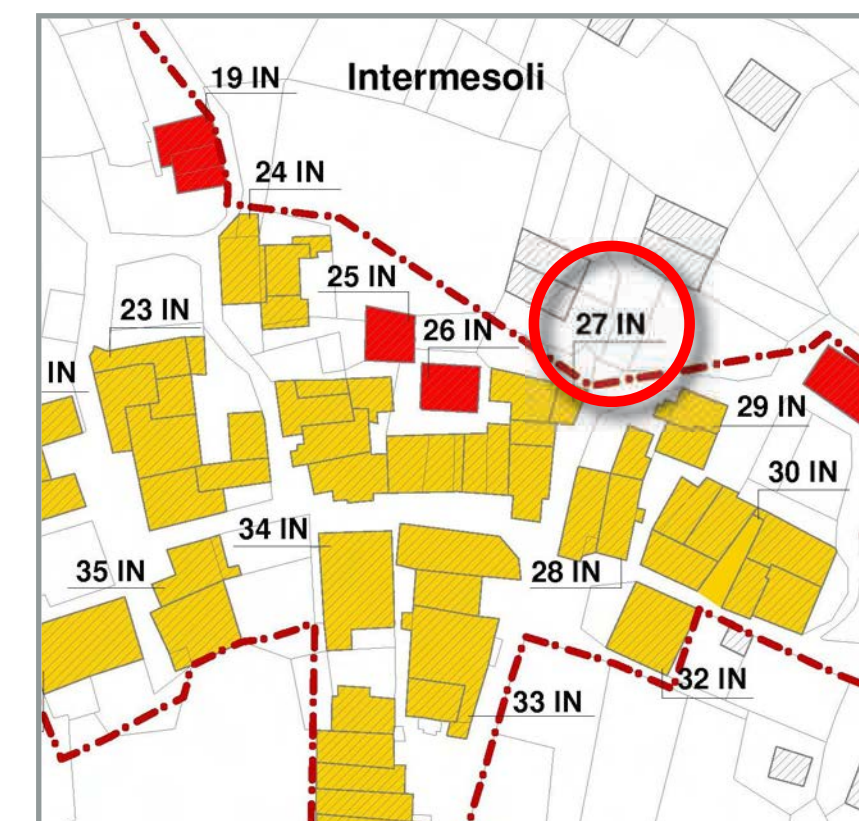 19 IN
Intermesoli
24 IN
25 IN
23 IN
26 IN
27 IN
IN
29 IN
30 IN
34 IN
35 IN
28 IN
32 IN
33 IN